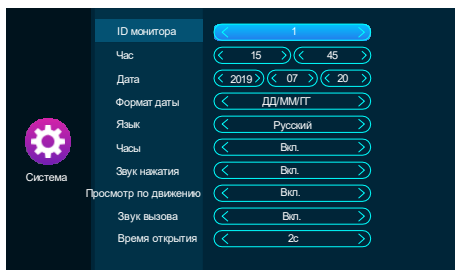 ID монитора 1
Час 15 45
Дата 2019 07 20
Формат даты ДД/ММ/ГГ
Язык Русский
Часы Вкл.
Звук нажатия Вкл.
Система
Просмотр по движению Вкл.
Звук вызова Вкл.
Время открытия 2с